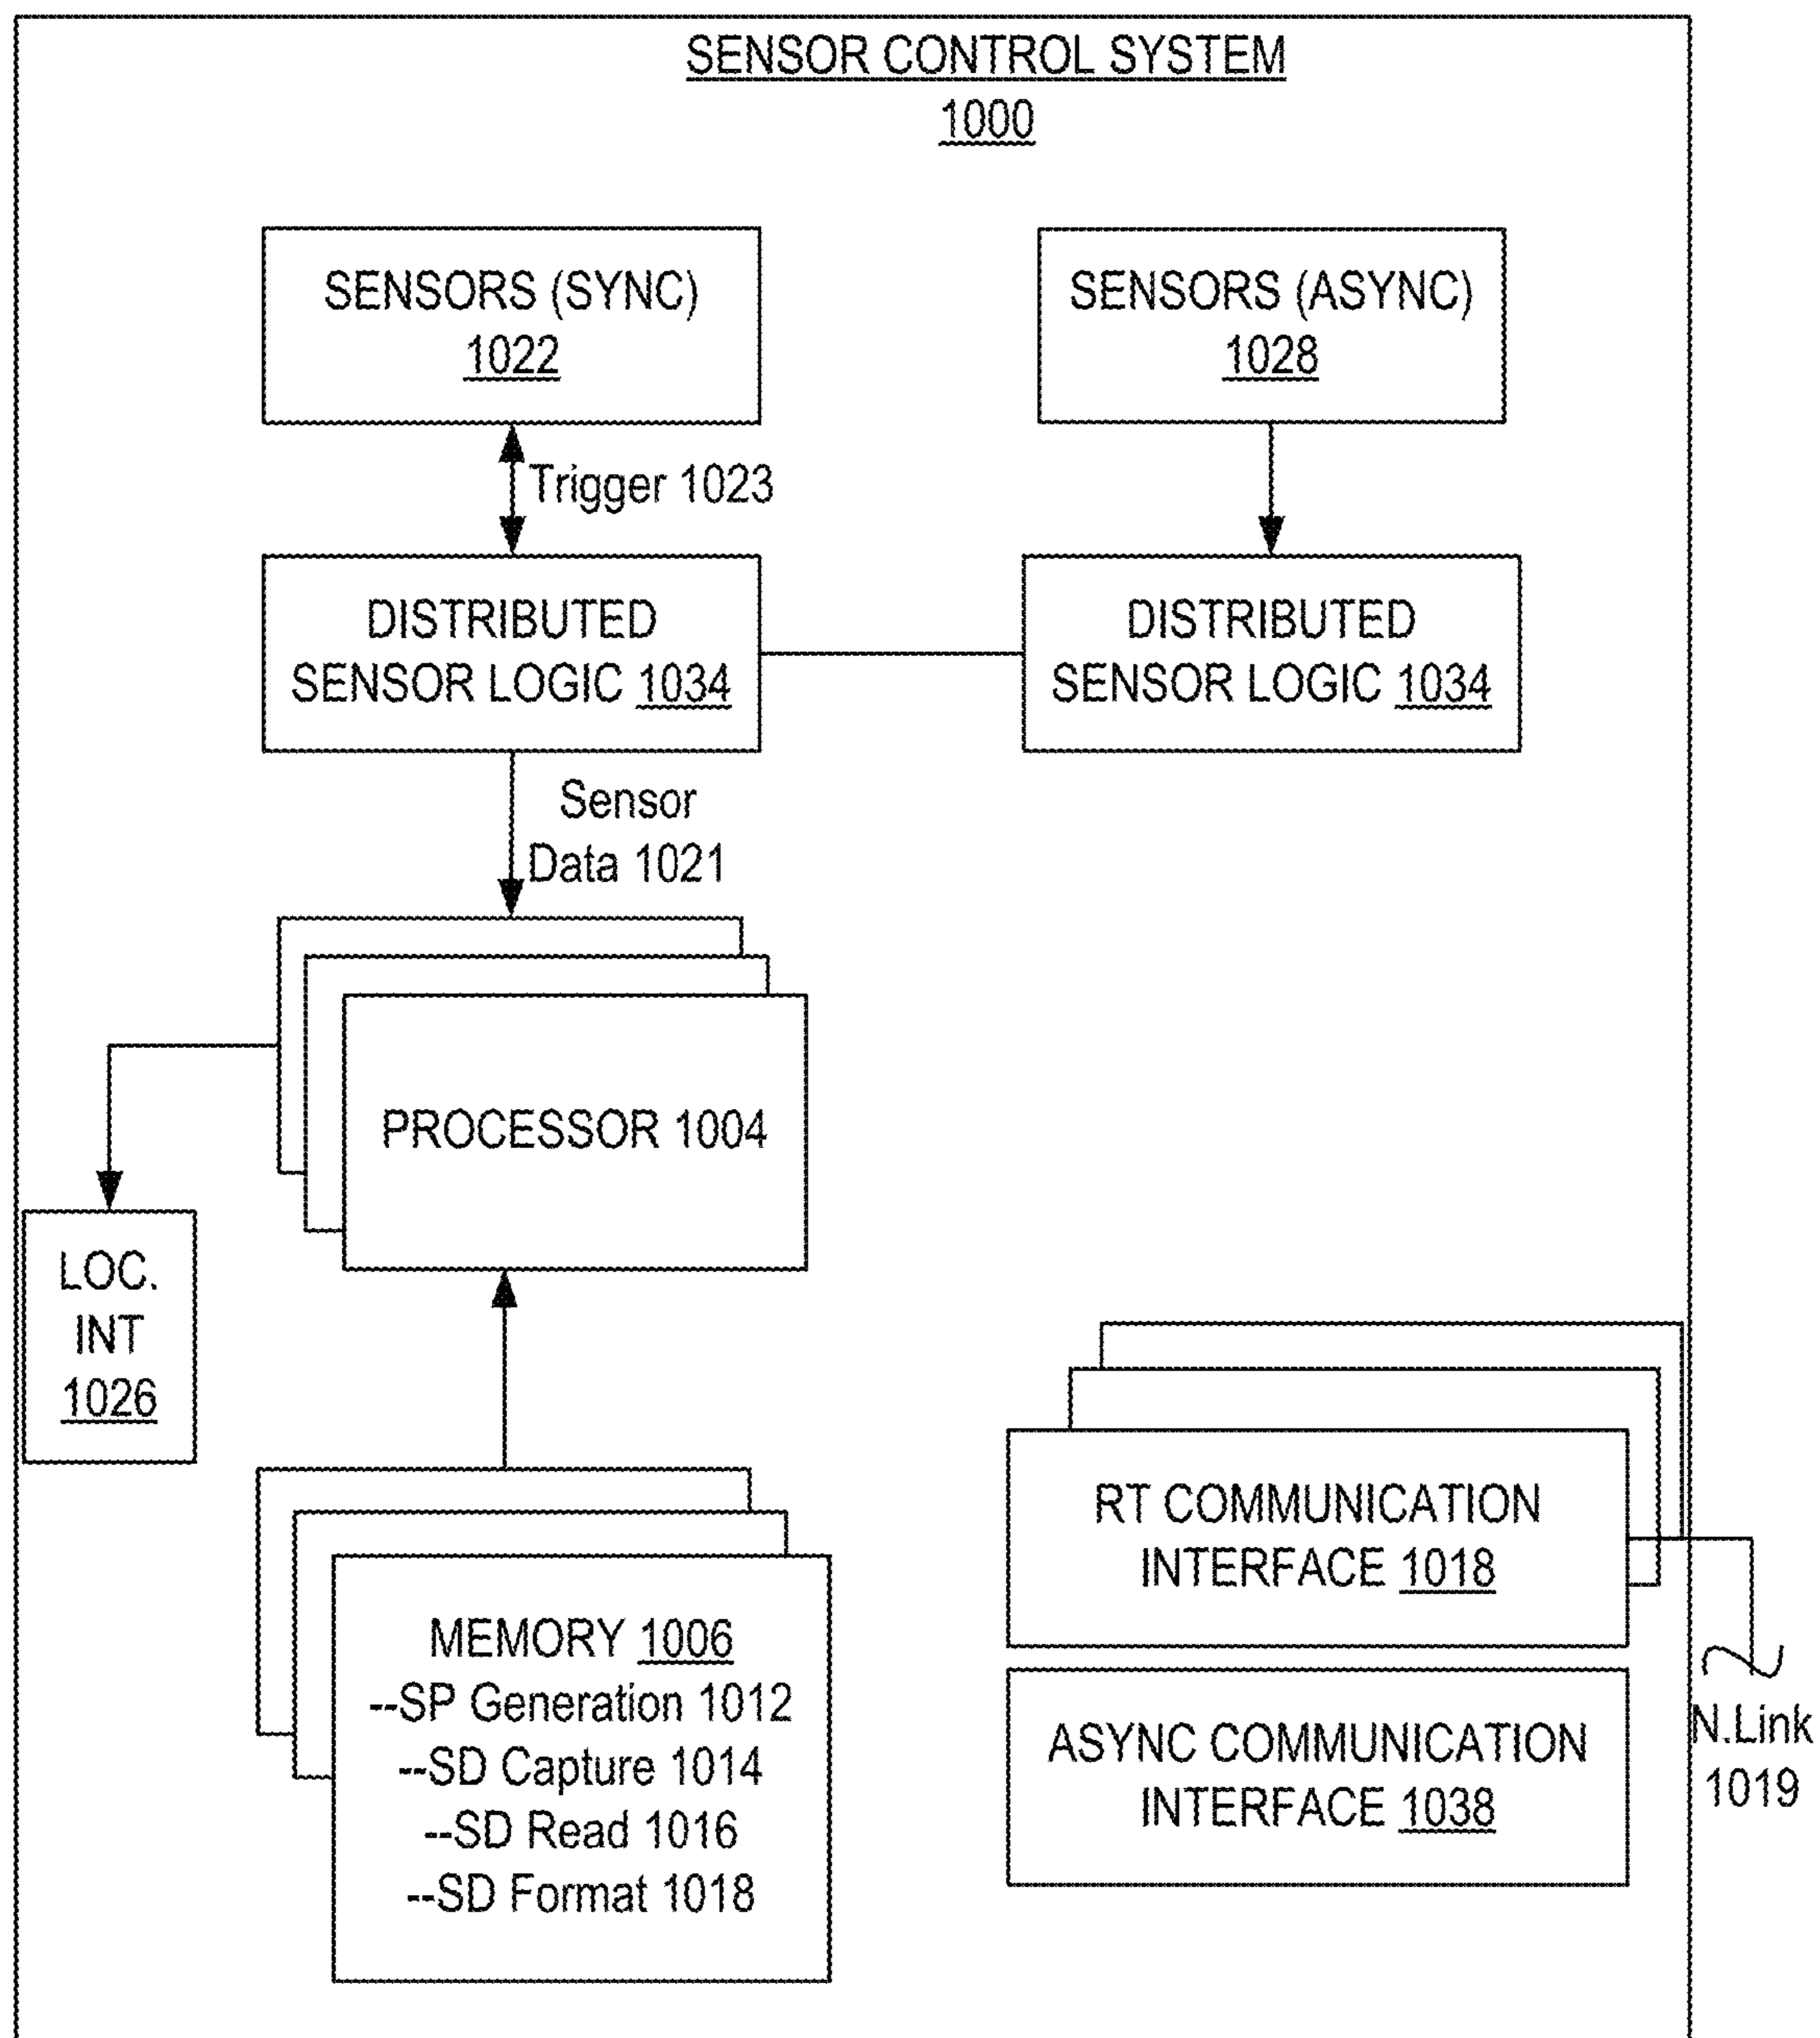 SENSOR CONTROL SYSTEM
1000
SENSORS (SYNC)
1022
SENSORS (ASYNC)
1028
Trigger 1023
DISTRIBUTED
SENSOR LOGIC 1034
DISTRIBUTED
SENSOR LOGIC 1034
Sensor
Data 1021
PROCESSOR 1004
LOC.
INT
1026
MEMORY 1006
--SP Generation 1012
--SD Capture 1014
--SD Read 1016
--SD Format 1018
RT COMMUNICATION
INTERFACE 1018
ASYNC COMMUNICATION
INTERFACE 1038
N.Link
1019